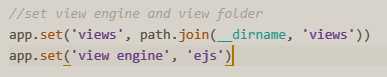 //set view engine and view folder
app.set('views', path.join(__dirname, 'views'))
app.set('view engine', 'ejs')